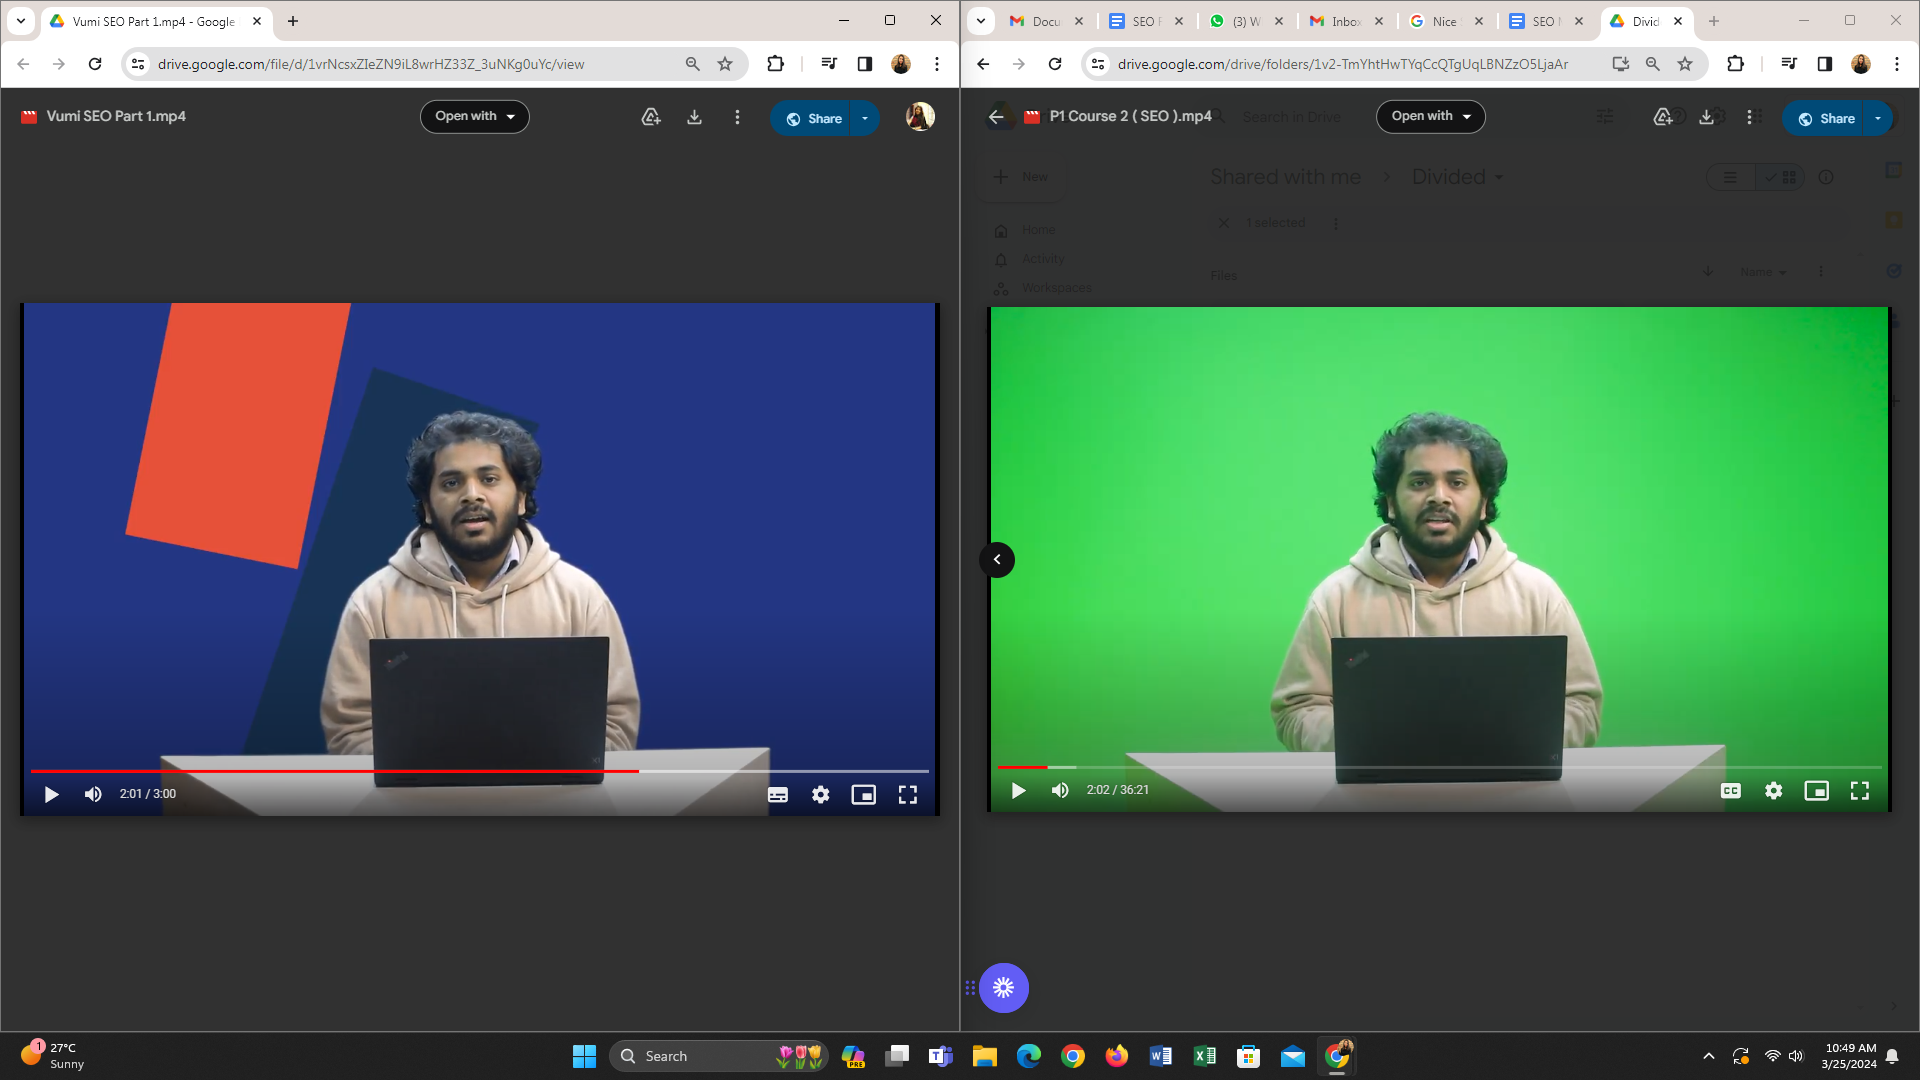 Vumi SEO Part 1.mp4 - Google
drive.google.com/file/d/1vrNcsxZIeZN9iL8wrHZ33Z_3uNKg0uYc/view
Vumi SEO Part 1.mp4
Open with
Share
2:01 / 3:00
Docu
SEO F
(3) W
Inbox
Nice
SEO
Divid
drive.google.com/drive/folders/1v2-TmYhtHwTYqCcQTgUqLBNZzO5LjaAr
P1 Course 2 ( SEO ).mp4
Search in Drive
Open with
Share
New
Shared with me > Divided
1 selected
Home
Activity
Files
Name
Workspaces
CC
2:02 / 36:21
1
27°C
Sunny
Search
PRE
10:49 AM
3/25/2024